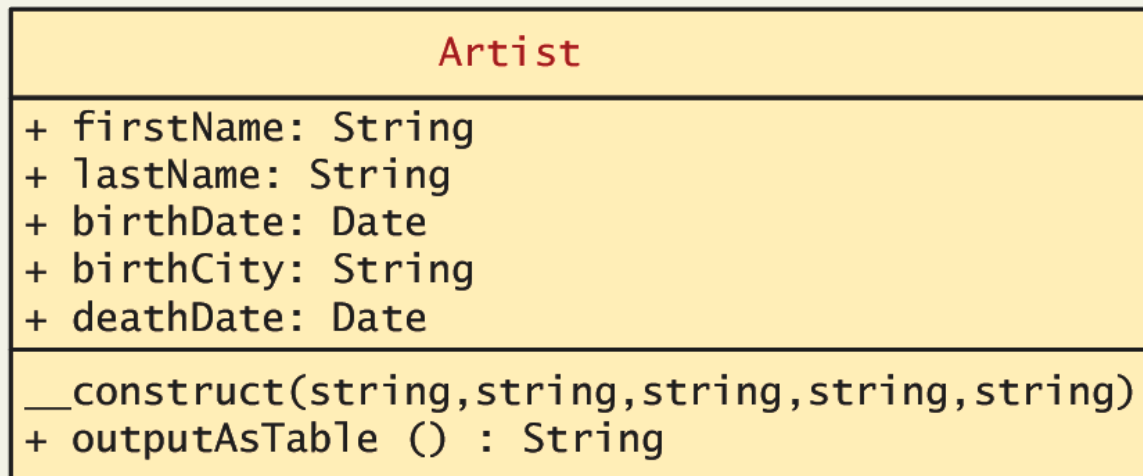 Artist
+ firstName: String
+ lastName: String
+ birthDate: Date
+ birthCity: String
+ deathDate: Date
__construct(string,string,string,string,string)
+ outputAsTable () : String